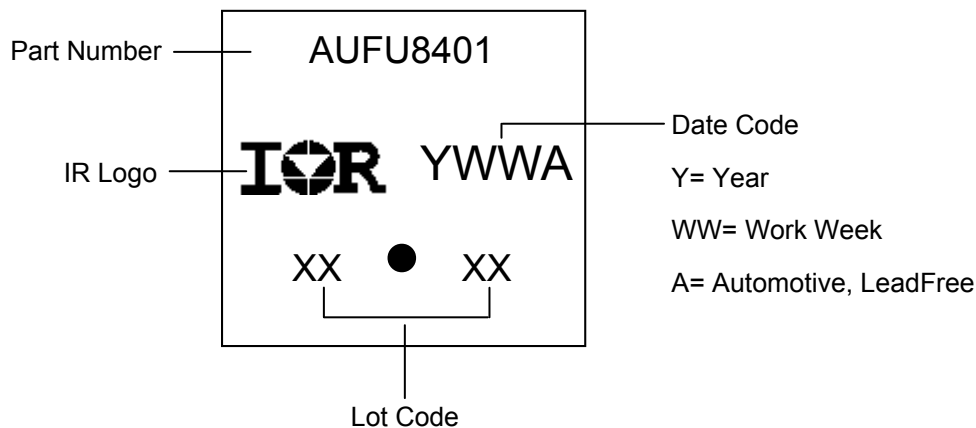 Part Number
AUFU8401
IR Logo
IOR
YWWA
Date Code
Y= Year
WW= Work Week
A= Automotive, LeadFree
XX
XX
Lot Code